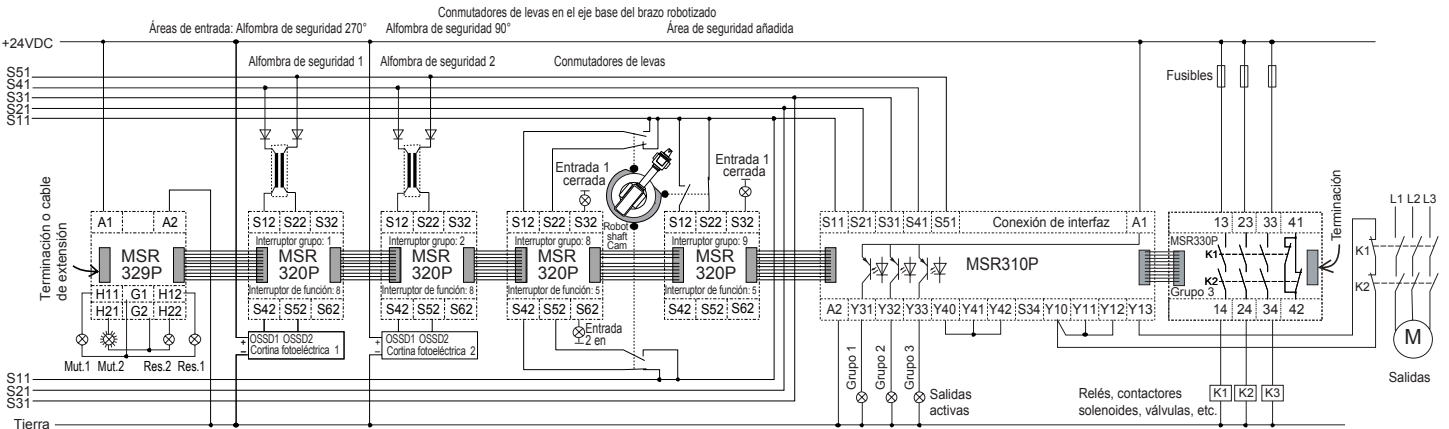 Conmutadores de levas en el eje base del brazo robotizado
Áreas de entrada: Alfombra de seguridad 270° Alfombra de seguridad 90° Área de seguridad añadida
+24VDC
Alfombra de seguridad 1 Alfombra de seguridad 2 Conmutadores de levas
Fusibles
S51
S41
S31
S21
S11
Entrada 1
cerrada
Entrada 1
cerrada
Terminación o cable
de extensión
A1 A2
MSR
329P
H11 G1 H12
H21 G2 H22
Mut.1 Mut.2 Res.2 Res.1
S12 S22 S32
Interruptor grupo: 1
MSR
320P
Interruptor de función: 8
S42 S52 S62
OSSD1 OSSD2
Cortina fotoeléctrica 1
+
–
S12 S22 S32
Interruptor grupo: 2
MSR
320P
Interruptor de función: 8
S42 S52 S62
OSSD1 OSSD2
Cortina fotoeléctrica 2
+
–
S12 S22 S32
Interruptor grupo: 8
MSR
320P
Interruptor de función: 5
S42 S52 S62
Entrada
2 en
Robot
shaft
Cam
S12 S22 S32
Interruptor grupo: 9
MSR
320P
Interruptor de función: 5
S42 S52 S62
S11 S21 S31 S41 S51 Conexión de interfaz A1
MSR310P
A2 Y31 Y32 Y33 Y40 Y41 Y42 S34 Y10 Y11 Y12 Y13
Grupo 1
Grupo 2
Grupo 3
Salidas
activas
13 23 33 41
MSR330P
K1
K2
Grupo 3
14 24 34 42
Terminación
L1 L2 L3
K1
K2
M
Salidas
Relés, contactores
solenoides, válvulas, etc.
K1 K2 K3
S11
S21
S31
Tierra